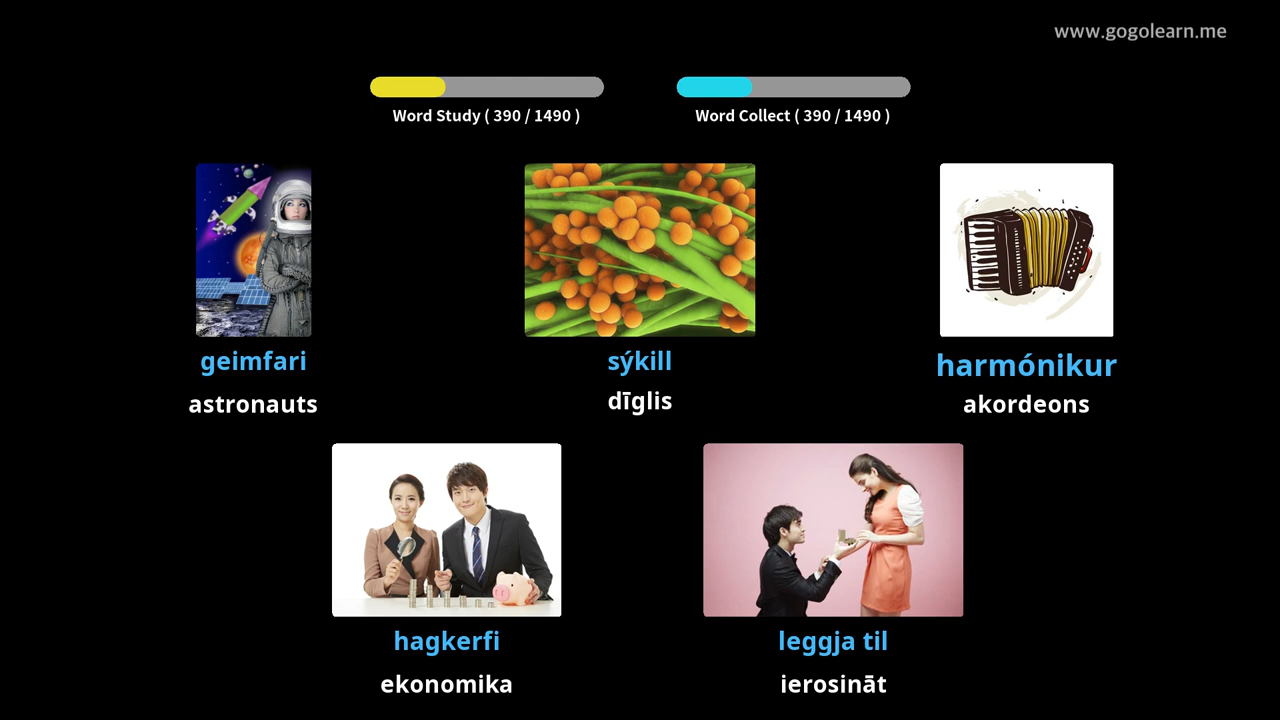 www.gogolearn.me
Word Study ( 390 / 1490 )
Word Collect ( 390 / 1490 )
geimfari
astronauts
sýkill
dīglis
harmónikur
akordeons
hagkerfi
ekonomika
leggja til
ierosināt